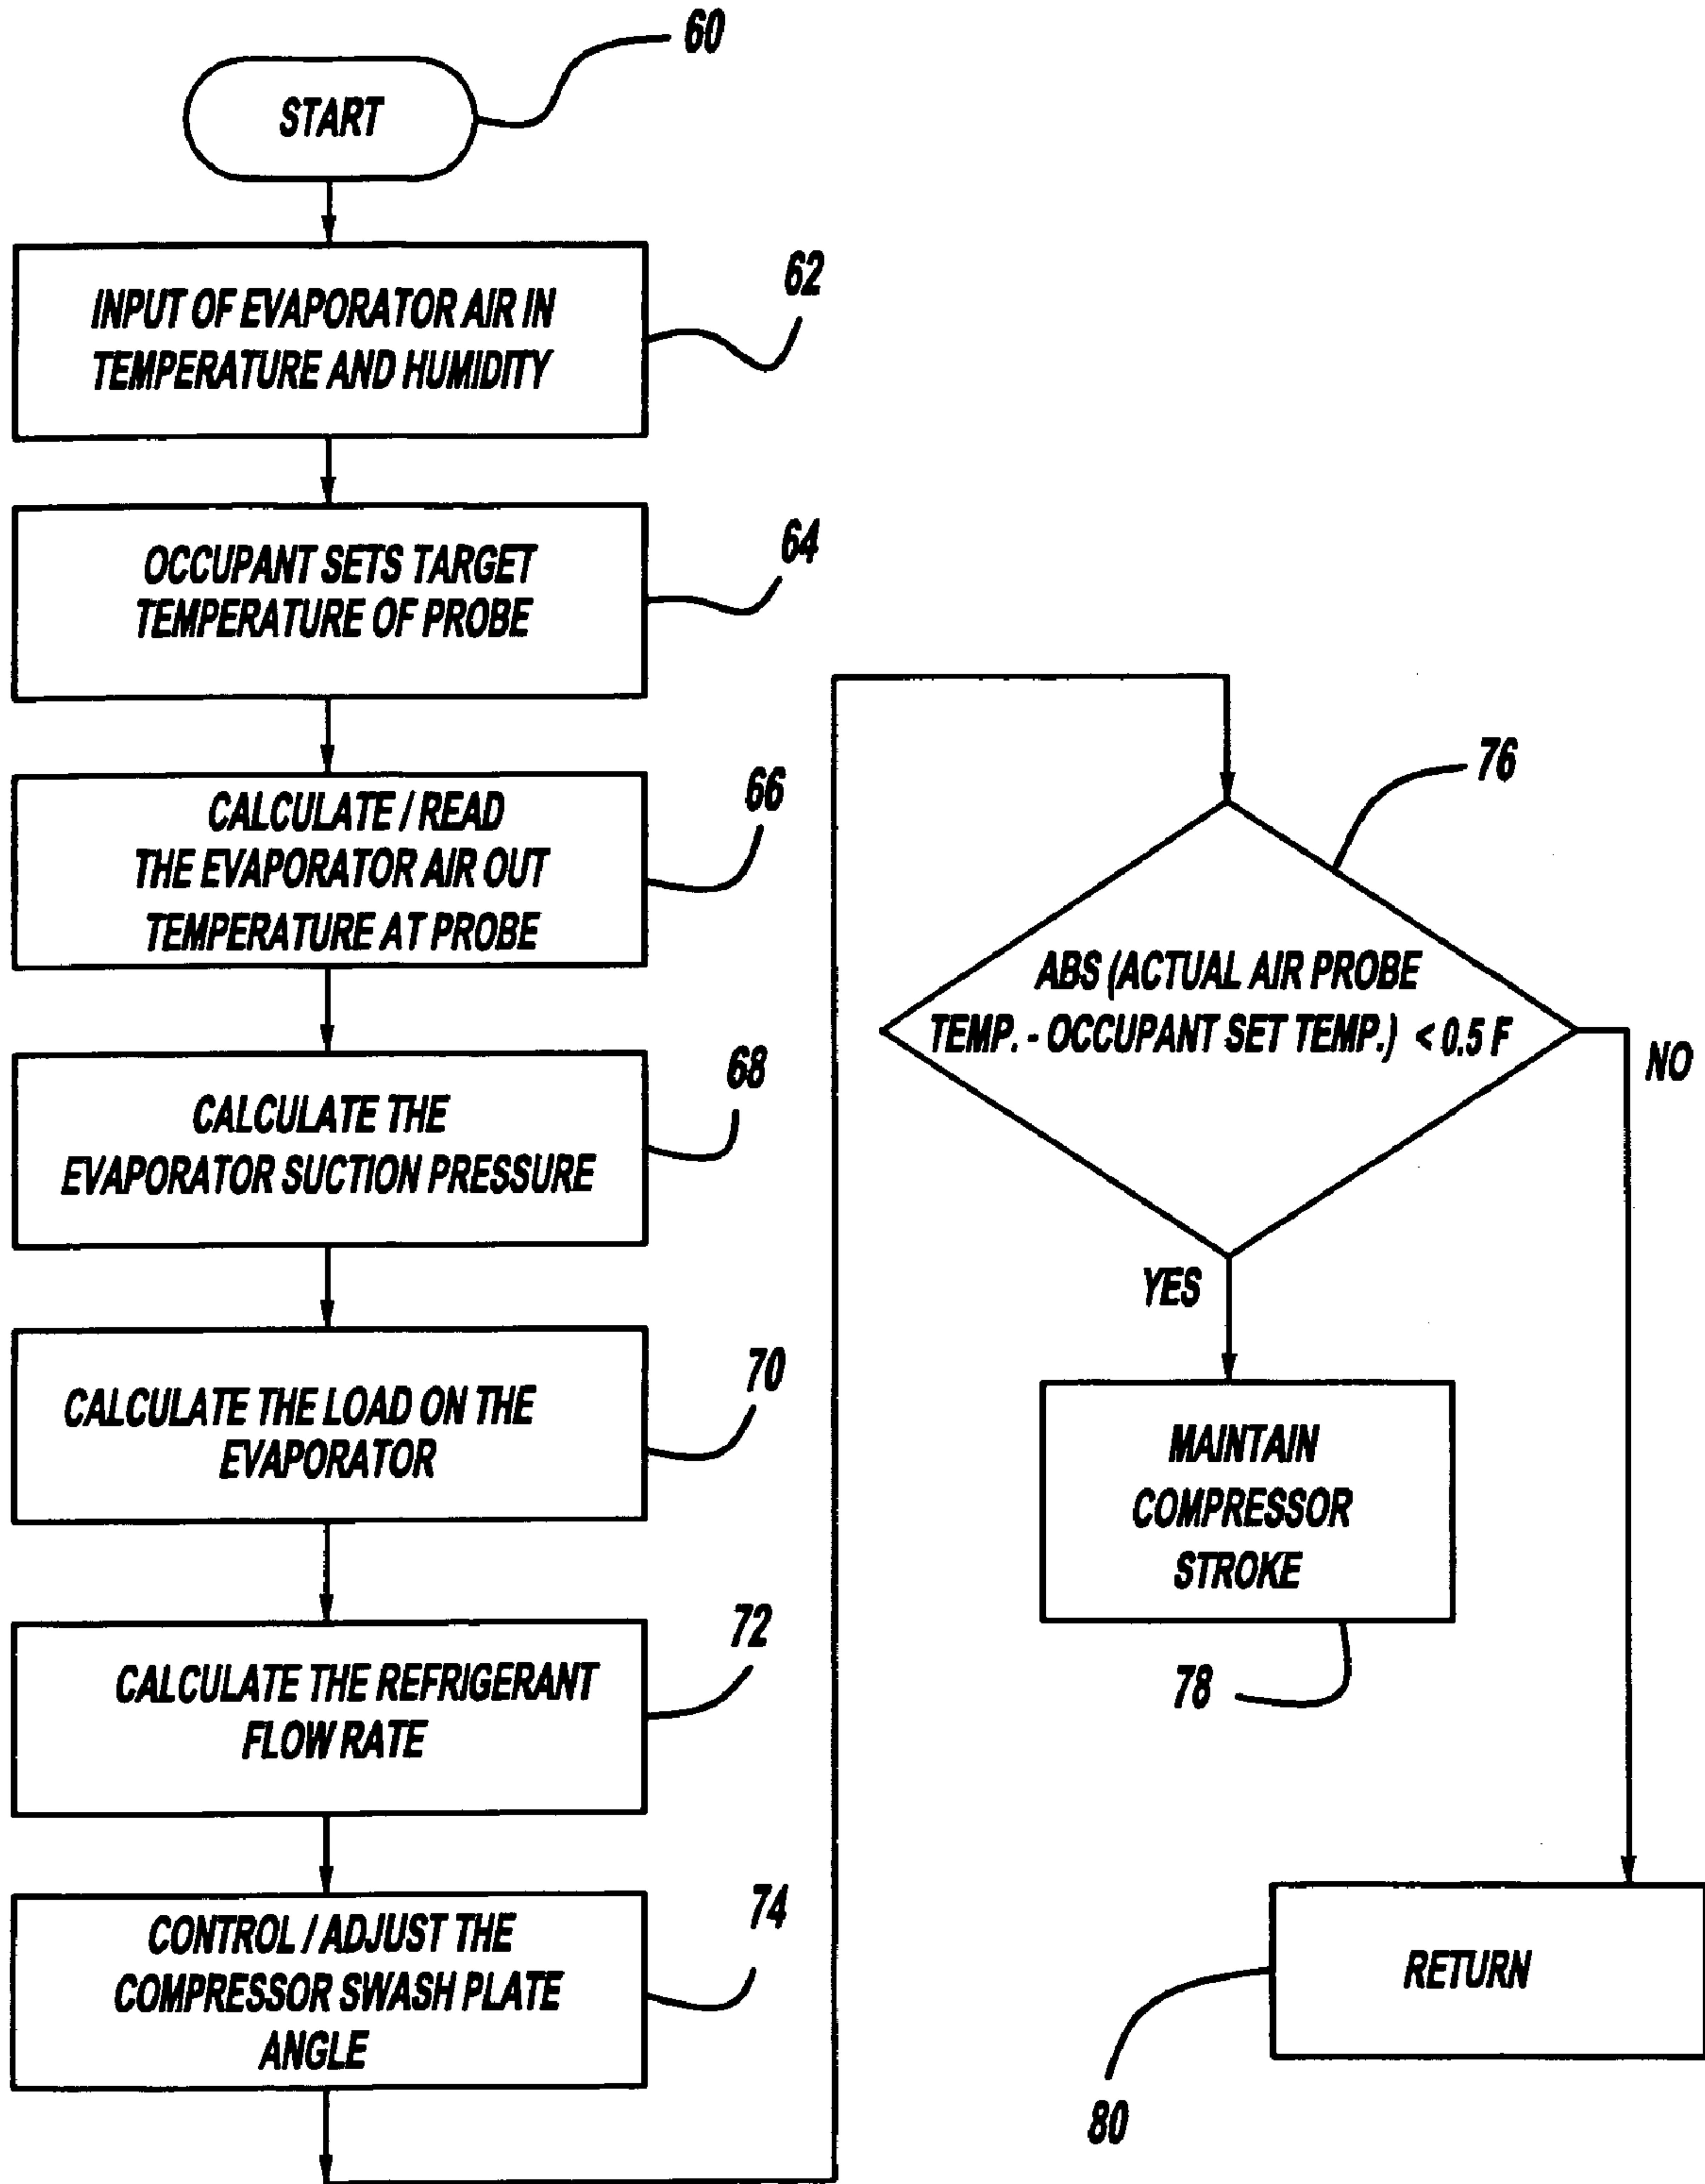 60
START
62
INPUT OF EVAPORATOR AIR IN
TEMPERATURE AND HUMIDITY
64
OCCUPANT SETS TARGET
TEMPERATURE OF PROBE
66
CALCULATE / READ
THE EVAPORATOR AIR OUT
TEMPERATURE AT PROBE
68
CALCULATE THE
EVAPORATOR SUCTION PRESSURE
70
CALCULATE THE LOAD ON THE
EVAPORATOR
72
CALCULATE THE REFRIGERANT
FLOW RATE
74
CONTROL / ADJUST THE
COMPRESSOR SWASH PLATE
ANGLE
76
ABS (ACTUAL AIR PROBE
TEMP. - OCCUPANT SET TEMP.) < 0.5 F
NO
YES
MAINTAIN
COMPRESSOR
STROKE
78
RETURN
80